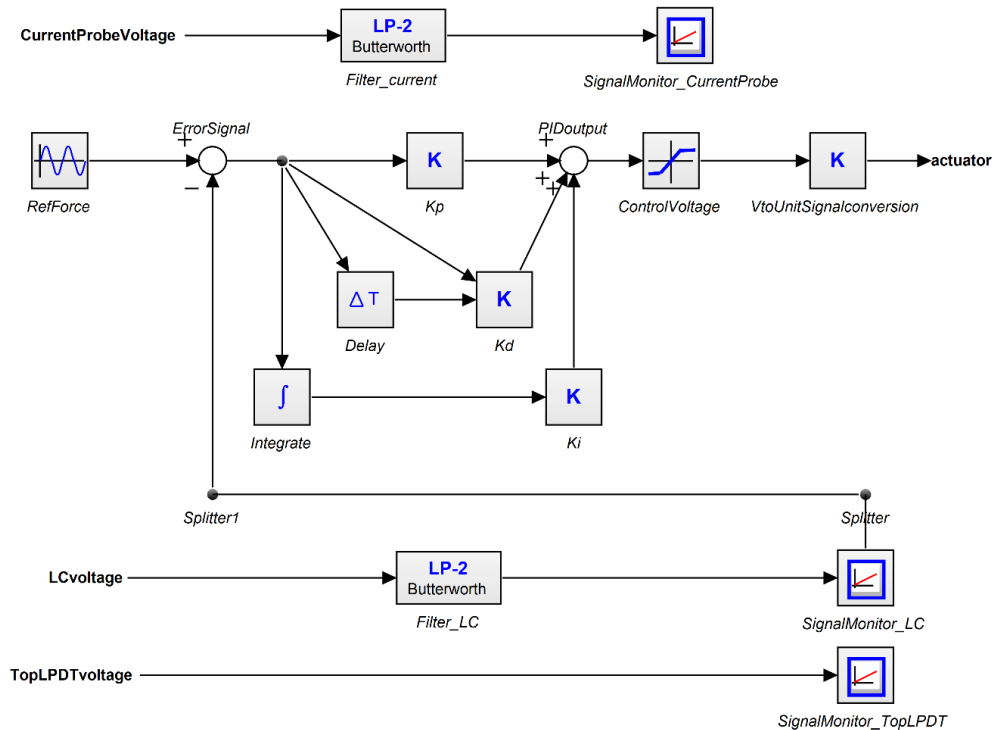 CurrentProbeVoltage
LP-2
Butterworth
Filter_current
SignalMonitor_CurrentProbe
ErrorSignal
PIDoutput
+
−
+
+
+
K
K
RefForce
Kp
ControlVoltage
VtoUnitSignalconversion
actuator
Δ T
K
Delay
Kd
∫
K
Integrate
Ki
Splitter1
Splitter
LCvoltage
LP-2
Butterworth
Filter_LC
SignalMonitor_LC
TopLPDTvoltage
SignalMonitor_TopLPDT